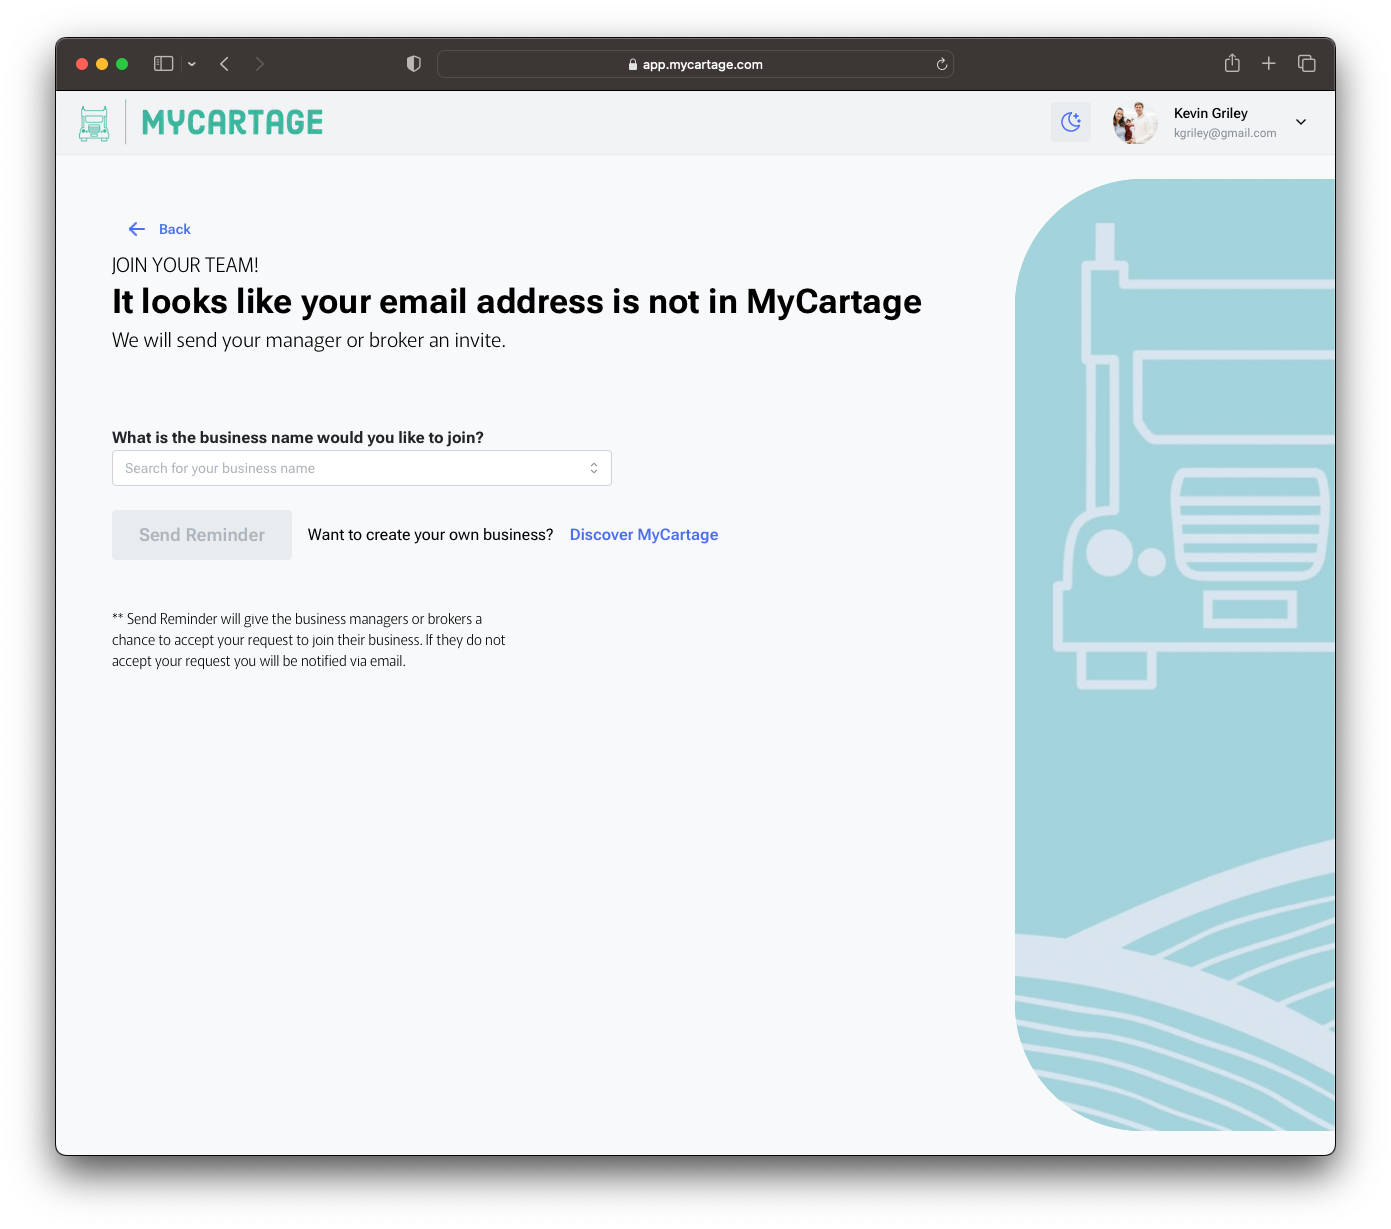 app.mycartage.com
MYCARTAGE
Kevin Griley
kgriley@gmail.com
Back
JOIN YOUR TEAM!
It looks like your email address is not in MyCartage
We will send your manager or broker an invite.
What is the business name would you like to join?
Search for your business name
Send Reminder
Want to create your own business? Discover MyCartage
** Send Reminder will give the business managers or brokers a
chance to accept your request to join their business. If they do not
accept your request you will be notified via email.